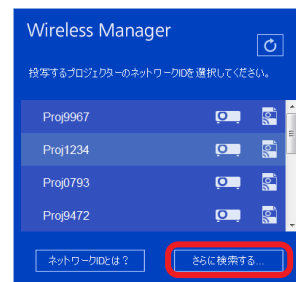 Wireless Manager
投写するプロジェクターのネットワークIDを選択してください。
Proj9967
Proj1234
Proj0793
Proj9472
ネットワークIDとは？
さらに検索する...